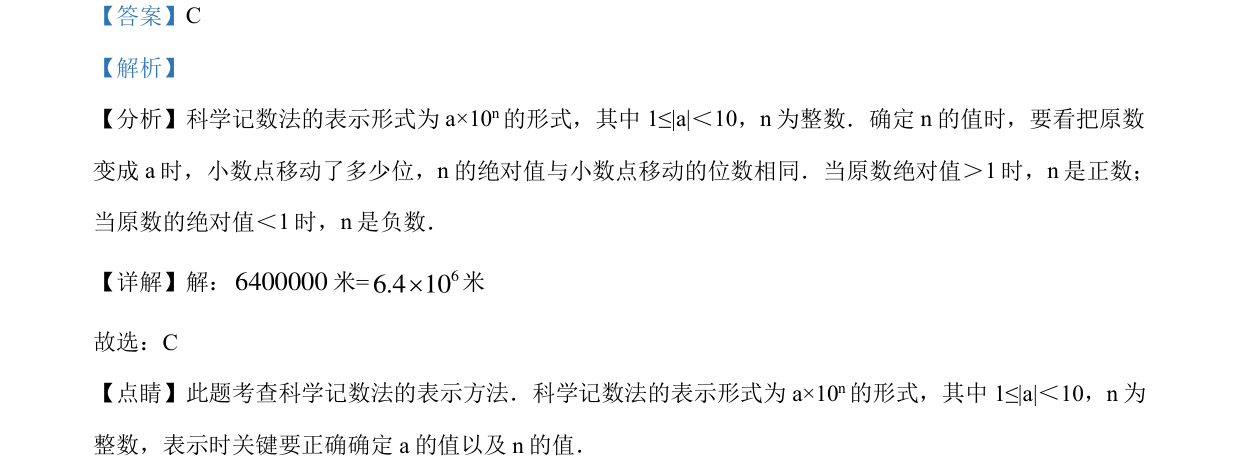 【答案】C
【解析】
【分析】科学记数法的表示形式为 a×10ⁿ 的形式，其中 1≤|a|＜10，n 为整数．确定 n 的值时，要看把原数
变成 a 时，小数点移动了多少位，n 的绝对值与小数点移动的位数相同．当原数绝对值＞1 时，n 是正数；
当原数的绝对值＜1 时，n 是负数．
【详解】解：6400000 米=6.4×10⁶米
故选：C
【点睛】此题考查科学记数法的表示方法．科学记数法的表示形式为 a×10ⁿ 的形式，其中 1≤|a|＜10，n 为
整数，表示时关键要正确确定 a 的值以及 n 的值．